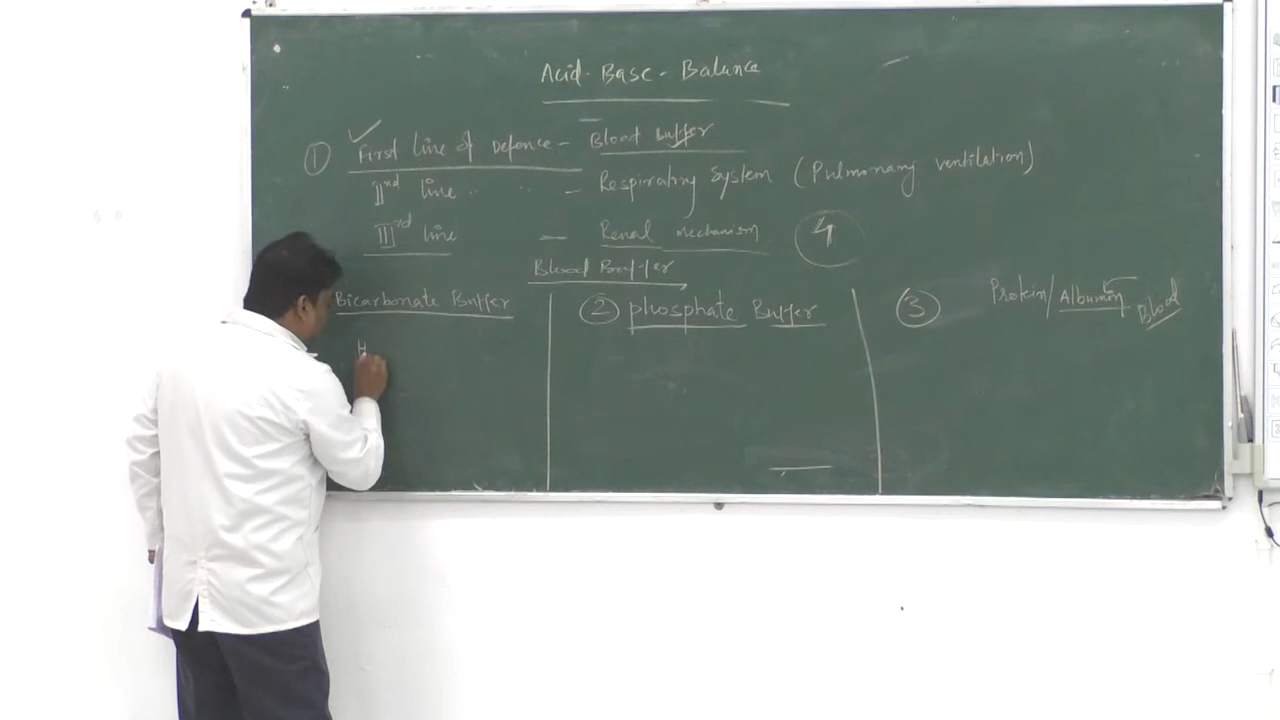 Acid - Base - Balance
① First line of Defence - Blood buffer
IInd line " " - Respiratory System (Pulmonary ventilation)
IIIrd line - Renal mechanism 4
Blood Buffer
Bicarbonate Buffer
H
② phosphate Buffer
③ Protein/Albumin Blood